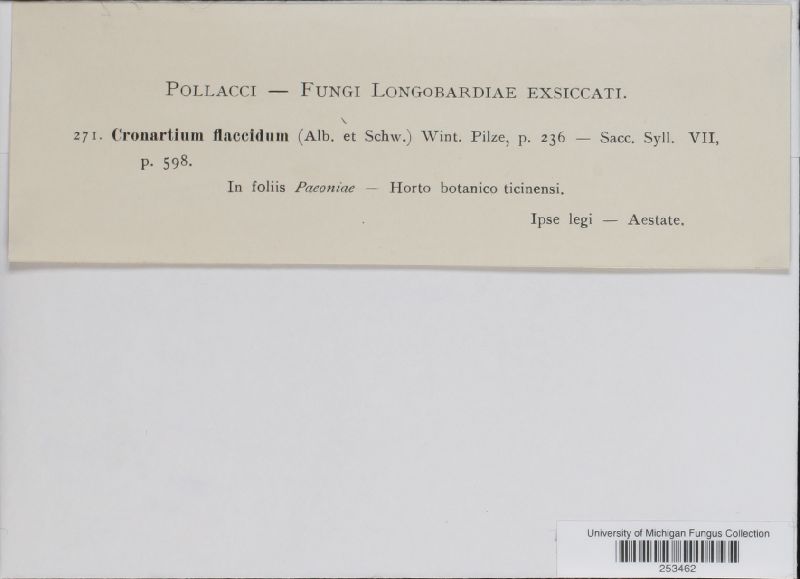 POLLACCI — FUNGI LONGOBARDIAE EXSICCATI.
271. Cronartium flaccidum (Alb. et Schw.) Wint. Pilze, p. 236 — Sacc. Syll. VII,
p. 598.
In foliis Paeoniae — Horto botanico ticinensi.
Ipse legi — Aestate.
University of Michigan Fungus Collection
253462